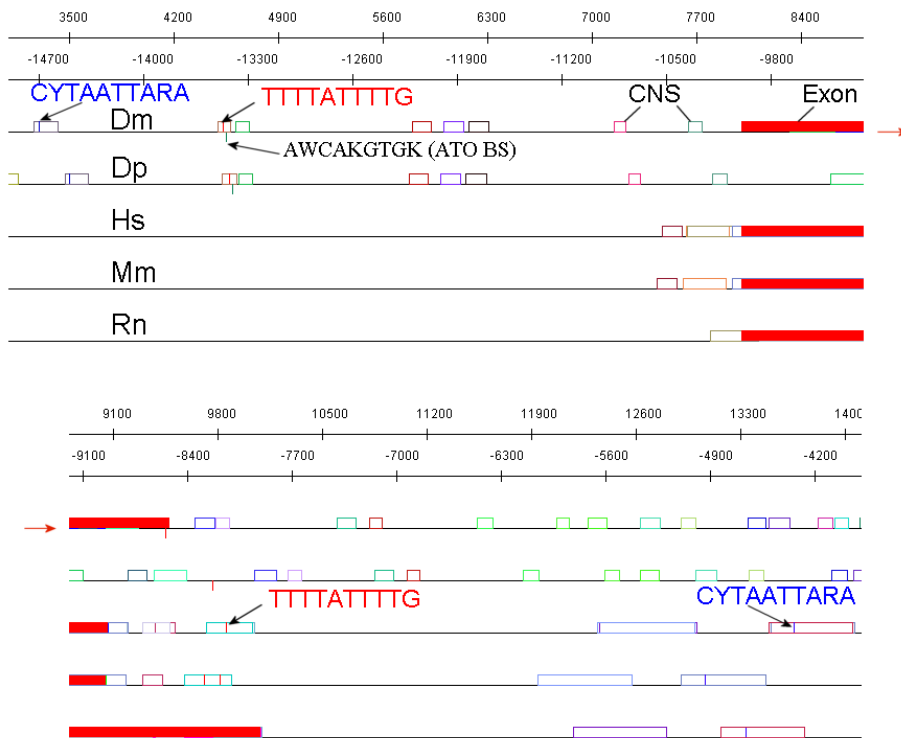 3500 4200 4900 5600 6300 7000 7700 8400
-14700 -14000 -13300 -12600 -11900 -11200 -10500 -9800
CYTAATTARA TTTTATTTTG CNS Exon
Dm
AWCAKGTGK (ATO BS)
Dp
Hs
Mm
Rn
9100 9800 10500 11200 11900 12600 13300 1400
-9100 -8400 -7700 -7000 -6300 -5600 -4900 -4200
TTTTATTTTG CYTAATTARA